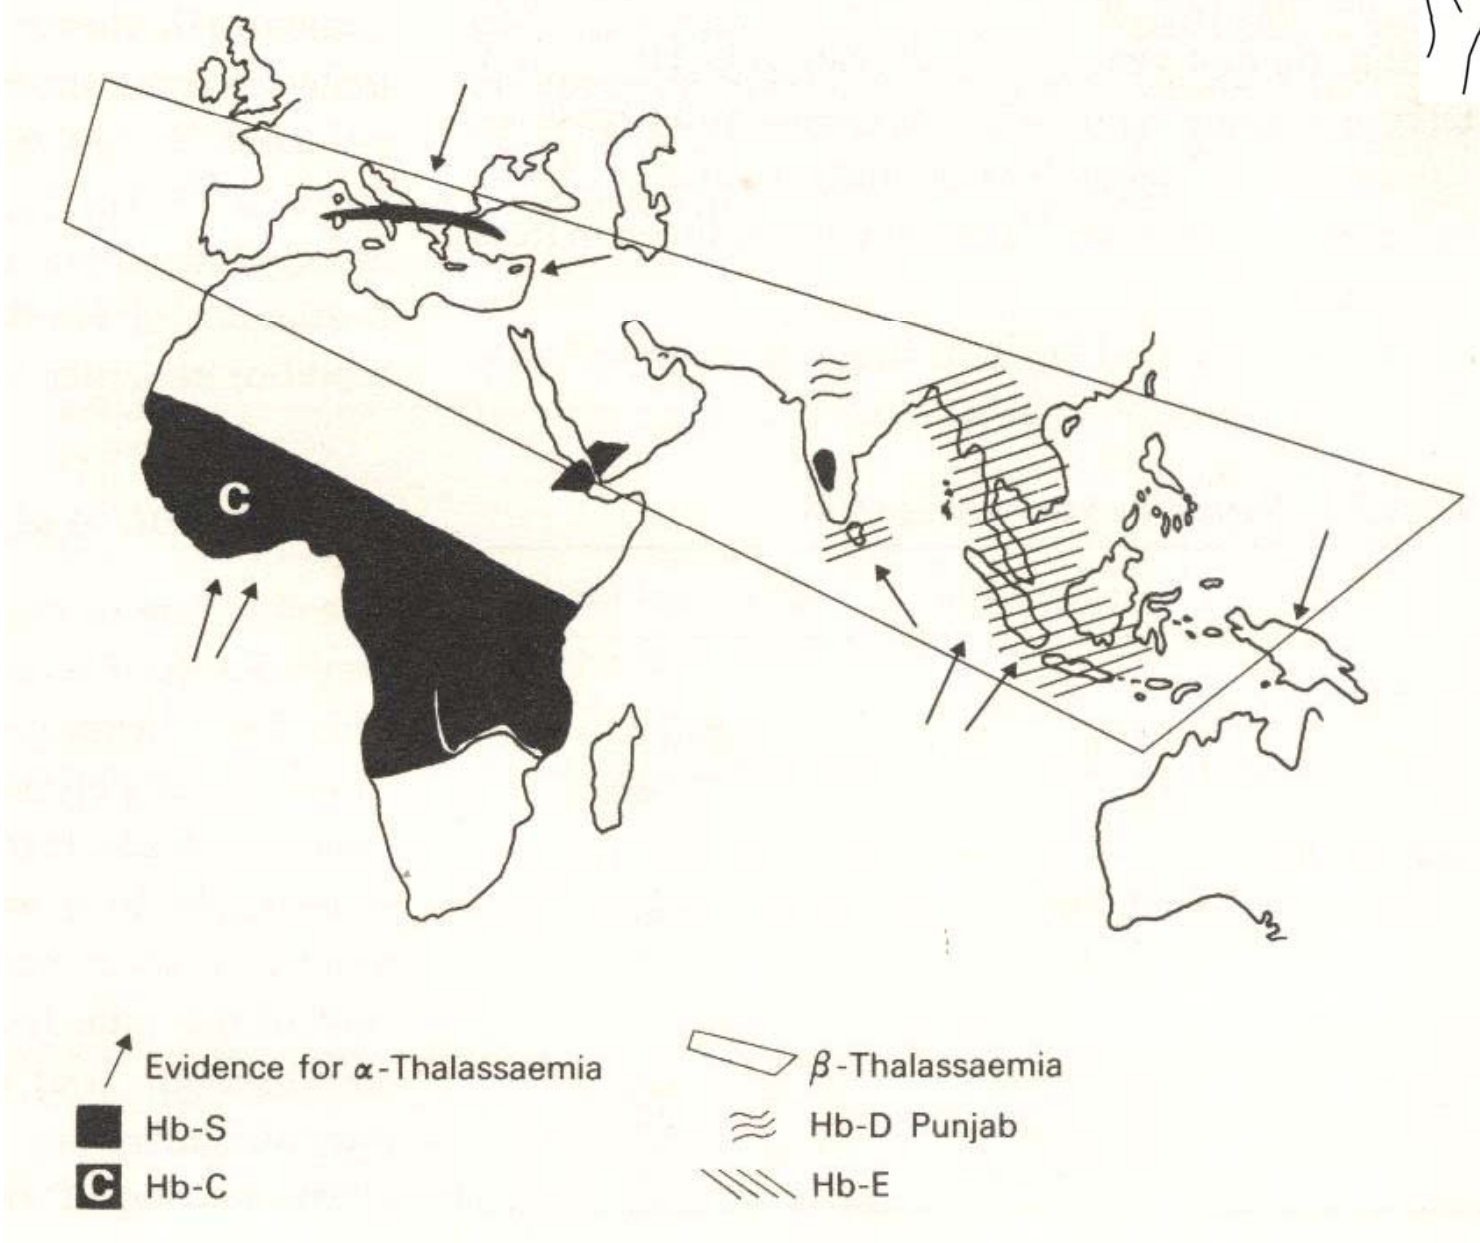 C
Evidence for α-Thalassaemia
Hb-S
C Hb-C
β-Thalassaemia
Hb-D Punjab
Hb-E